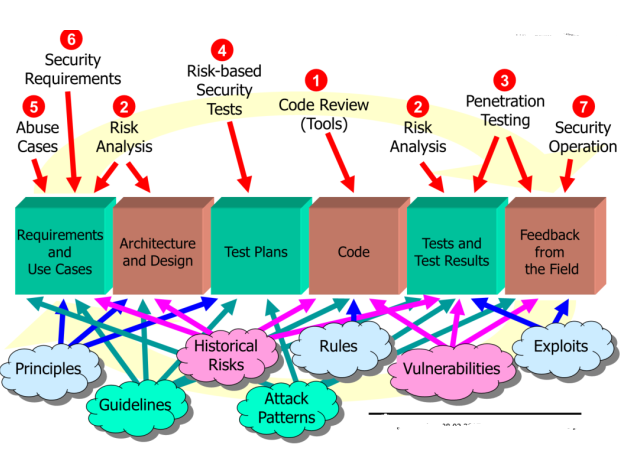 6
Security
Requirements
4
Risk-based
Security
Tests
1
Code Review
(Tools)
3
Penetration
Testing
5
Abuse
Cases
2
Risk
Analysis
2
Risk
Analysis
7
Security
Operation
Requirements
and
Use Cases
Architecture
and Design
Test Plans
Code
Tests and
Test Results
Feedback
from
the Field
Principles
Guidelines
Historical
Risks
Attack
Patterns
Rules
Vulnerabilities
Exploits